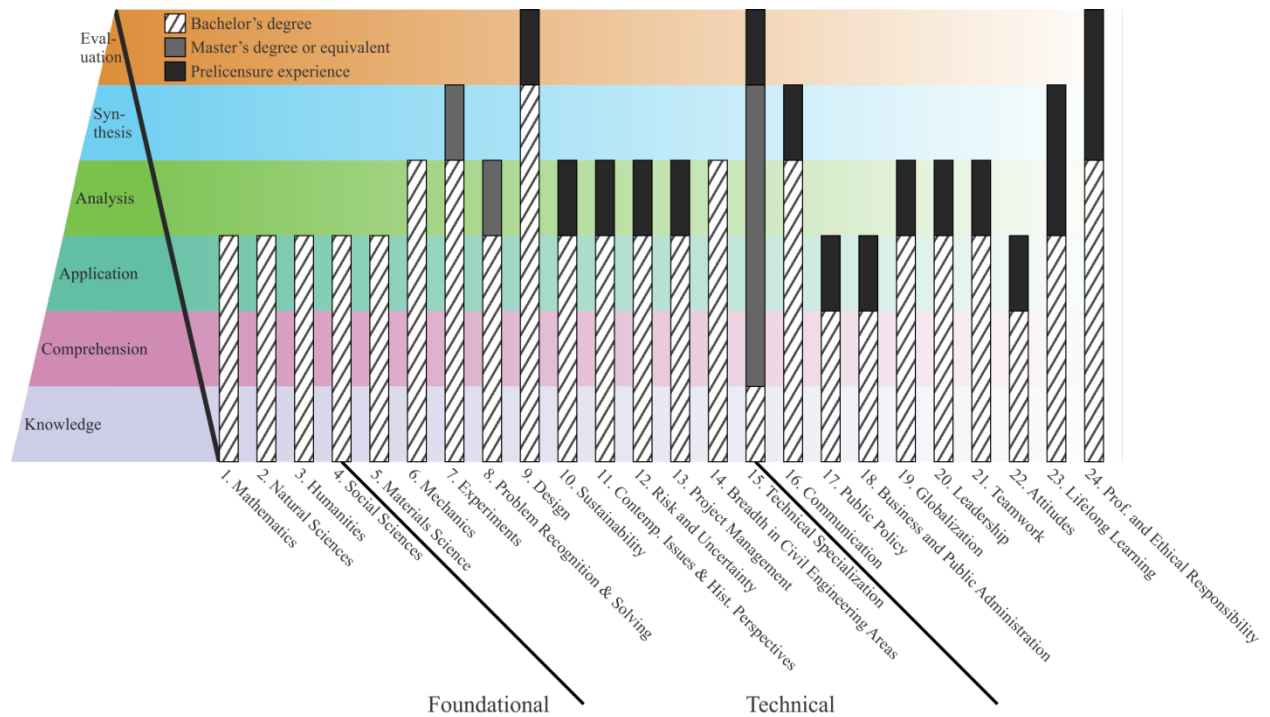 Eval-
uation
Bachelor's degree
Master's degree or equivalent
Prelicensure experience
Syn-
thesis
Analysis
Application
Comprehension
Knowledge
1. Mathematics
2. Natural Sciences
3. Humanities
4. Social Sciences
5. Materials Science
6. Mechanics
7. Experiments
8. Problem Recognition & Solving
9. Design
10. Sustainability
11. Contemp. Issues & Hist. Perspectives
12. Risk and Uncertainty
13. Project Management
14. Breadth in Civil Engineering Areas
15. Technical Specialization
16. Communication
17. Public Policy
18. Business and Public Administration
19. Globalization
20. Leadership
21. Teamwork
22. Attitudes
23. Lifelong Learning
24. Prof. and Ethical Responsibility
Foundational
Technical